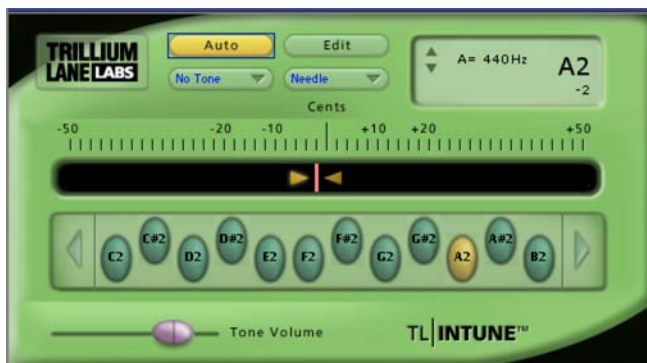 TRILLIUM
LANE LABS
Auto
Edit
No Tone
Needle
A= 440Hz
A2
-2
Cents
-50 -20 -10 +10 +20 +50
C2 C#2 D2 D#2 E2 F2 F#2 G2 G#2 A2 A#2 B2
Tone Volume
TL|INTUNE™